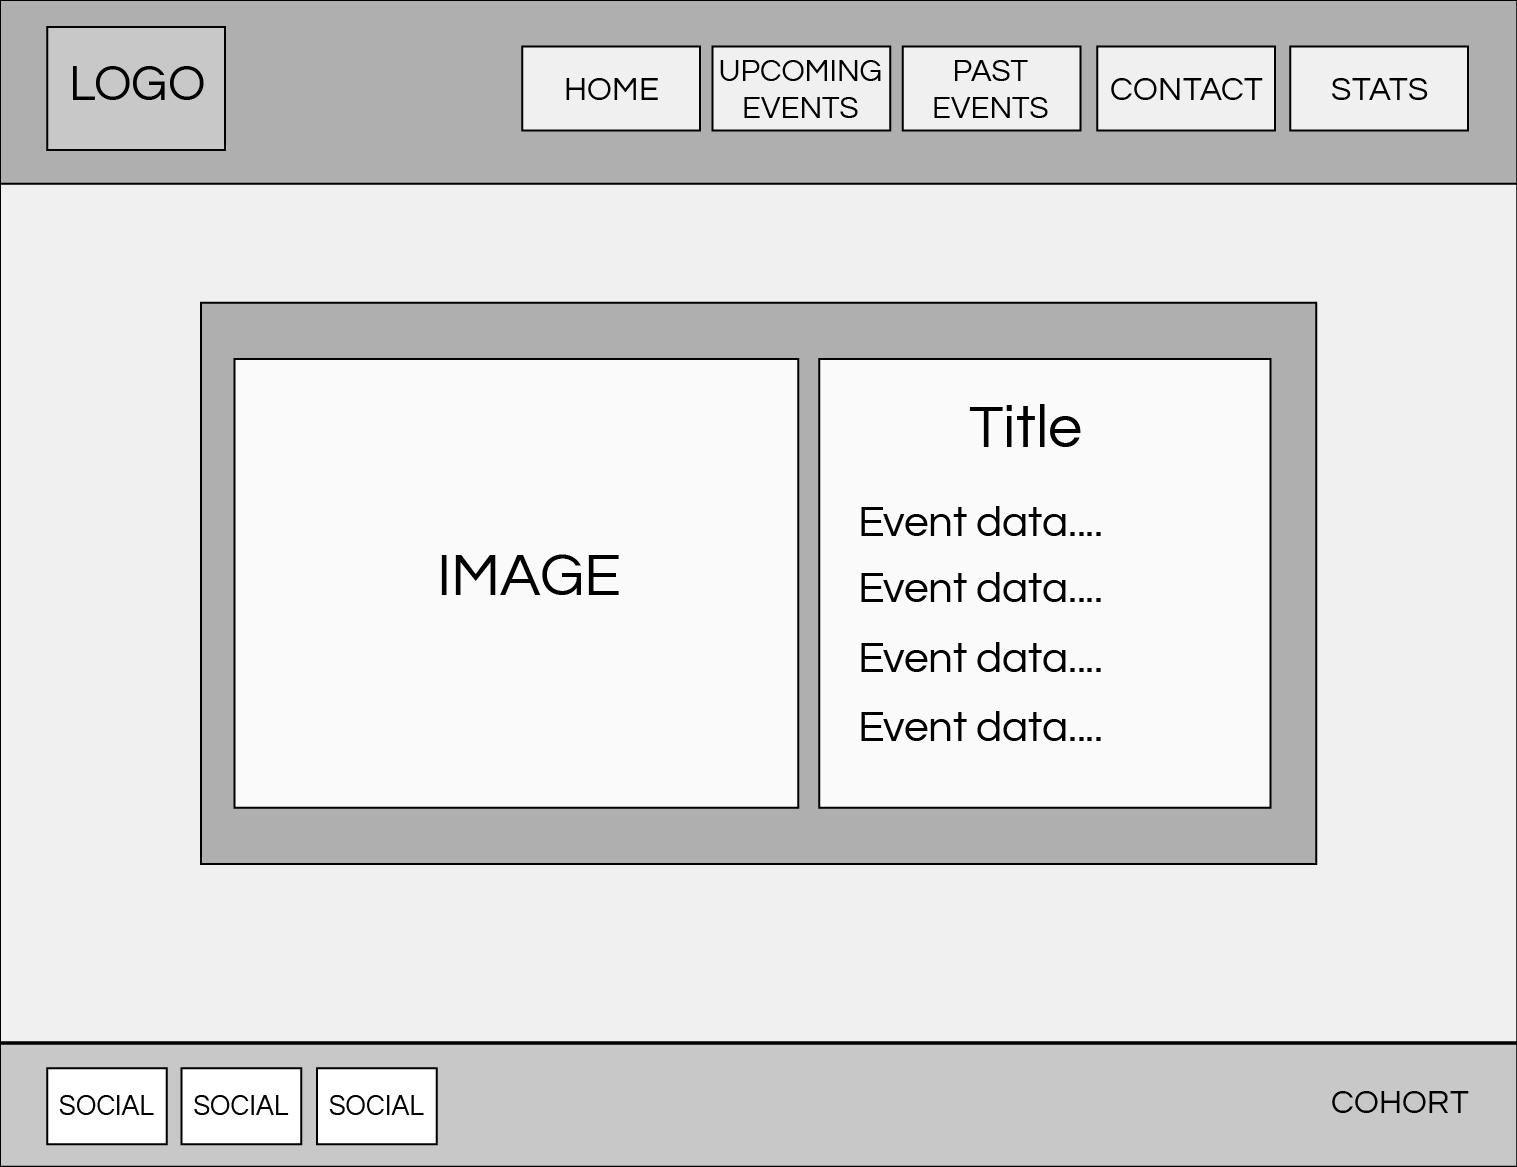 LOGO
HOME
UPCOMING
EVENTS
PAST
EVENTS
CONTACT
STATS
IMAGE
Title
Event data....
Event data....
Event data....
Event data....
SOCIAL
SOCIAL
SOCIAL
COHORT